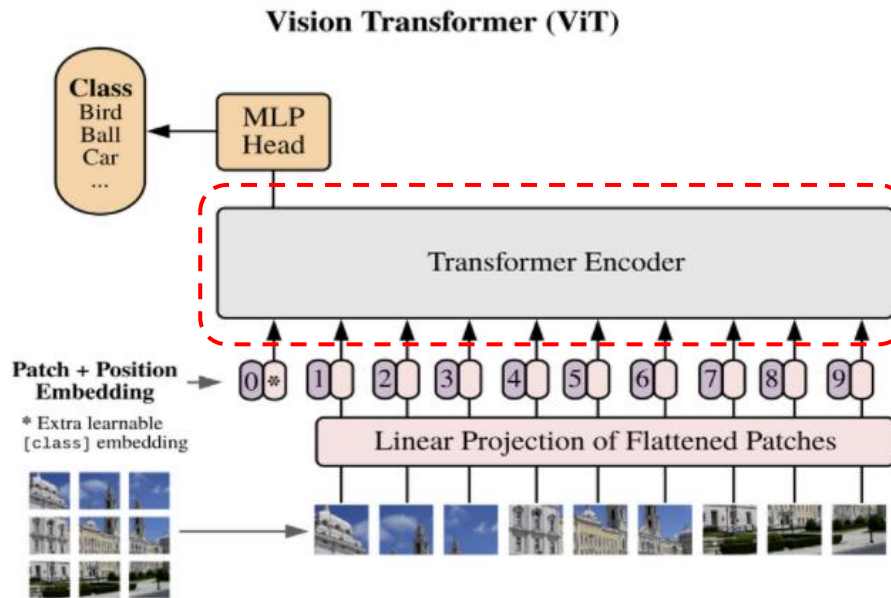 Vision Transformer (ViT)
Class
Bird
Ball
Car
...
MLP
Head
Transformer Encoder
Patch + Position
Embedding
0 * 1 2 3 4 5 6 7 8 9
* Extra learnable
[class] embedding
Linear Projection of Flattened Patches